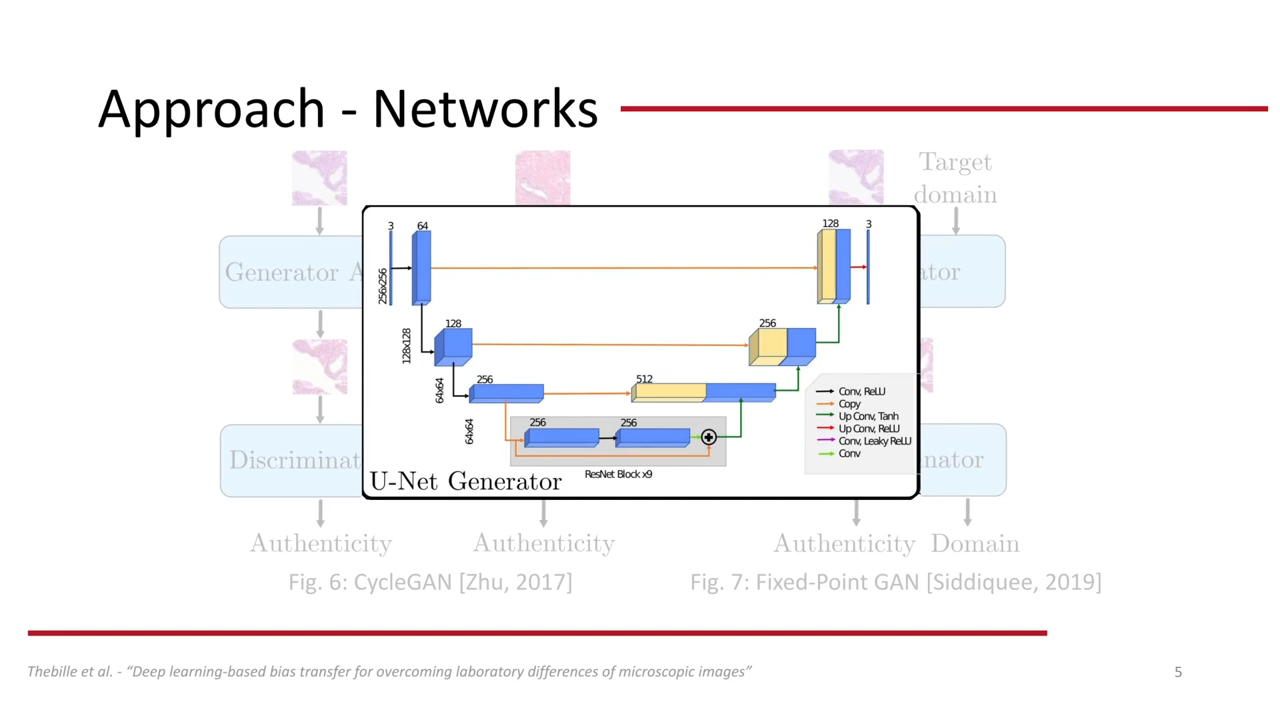 Approach - Networks
Target
domain
Generator A
ator
3
64
128
3
256x256
128
256
128x128
256
512
64x64
256
256
64x64
ResNet Block x9
U-Net Generator
Conv, ReLU
Copy
Up Conv, Tanh
Up Conv, ReLU
Conv, Leaky ReLU
Conv
Discriminat
nator
Authenticity
Authenticity
Authenticity
Domain
Fig. 6: CycleGAN [Zhu, 2017]
Fig. 7: Fixed-Point GAN [Siddiquee, 2019]
Thebille et al. - “Deep learning-based bias transfer for overcoming laboratory differences of microscopic images”
5